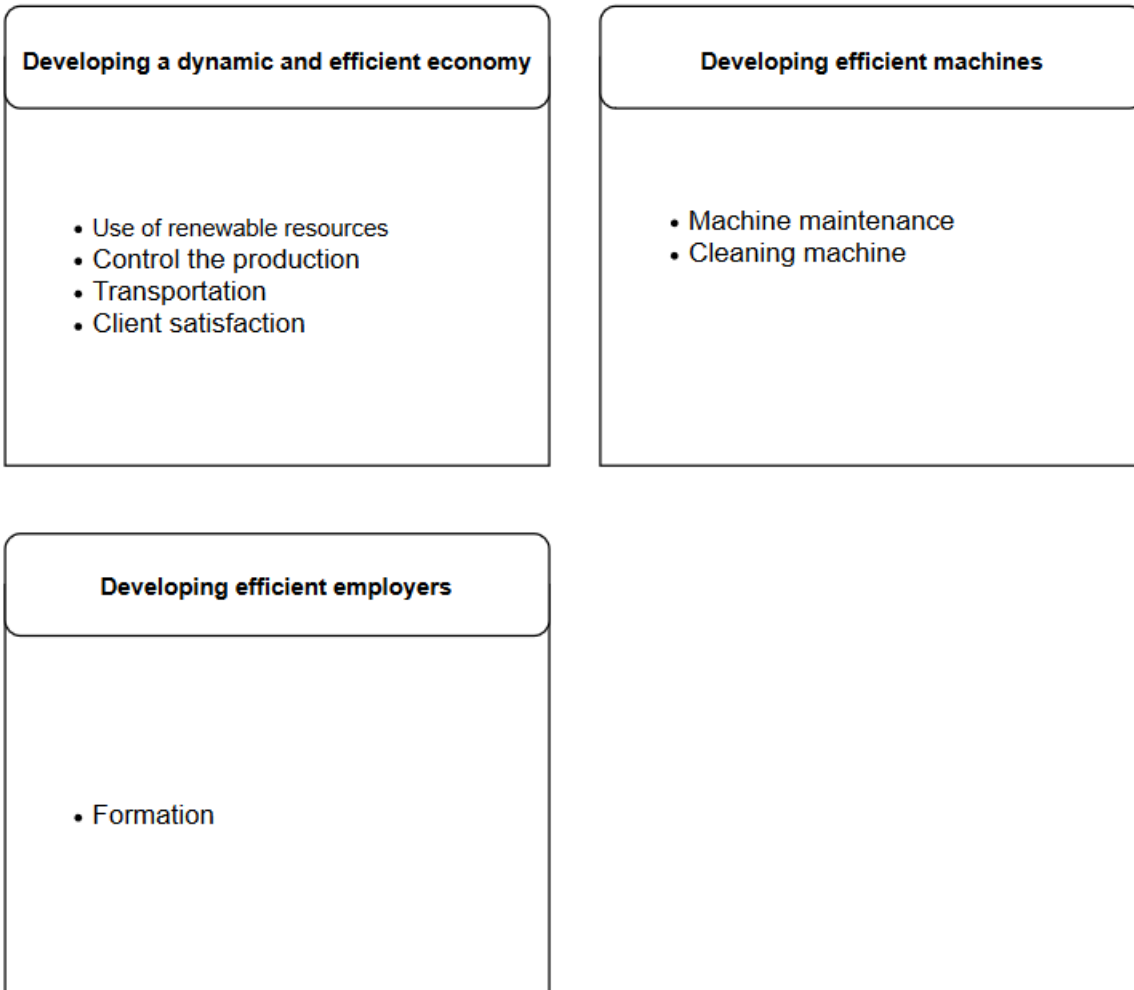 Developing a dynamic and efficient economy
• Use of renewable resources
• Control the production
• Transportation
• Client satisfaction
Developing efficient machines
• Machine maintenance
• Cleaning machine
Developing efficient employers
• Formation